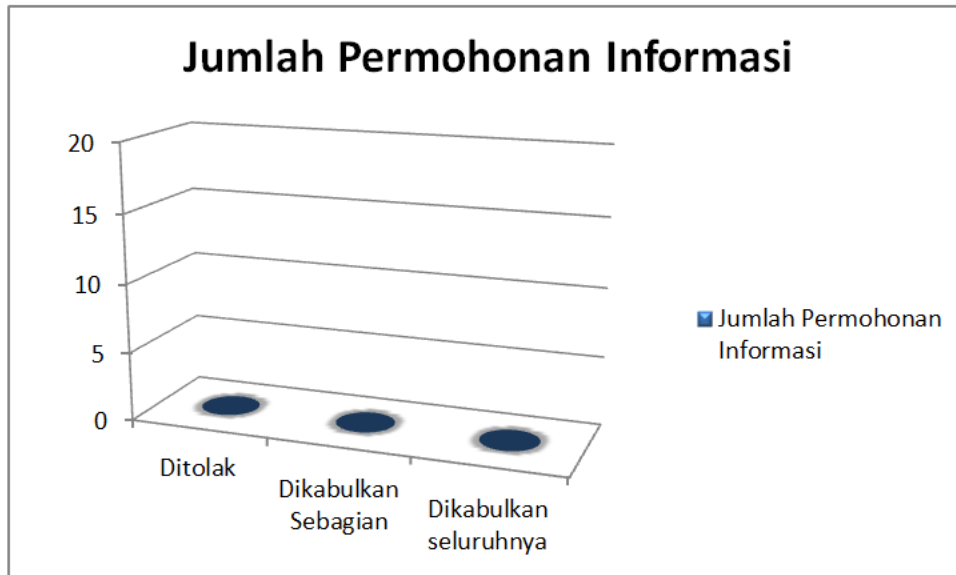 Jumlah Permohonan Informasi
20
15
10
5
0
Ditolak
Dikabulkan
Sebagian
Dikabulkan
seluruhnya
Jumlah Permohonan
Informasi